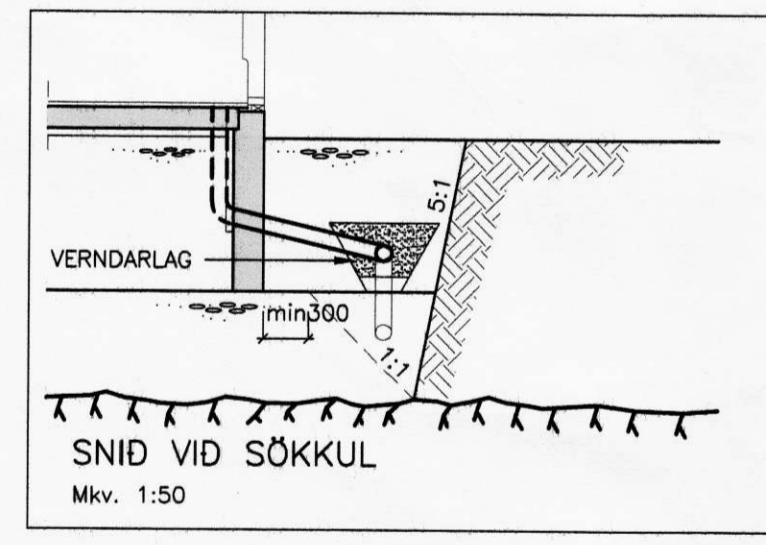 5:1
VERNDARLAG
min300
1:1
SNIÐ VIÐ SÖKKUL
Mkv. 1:50